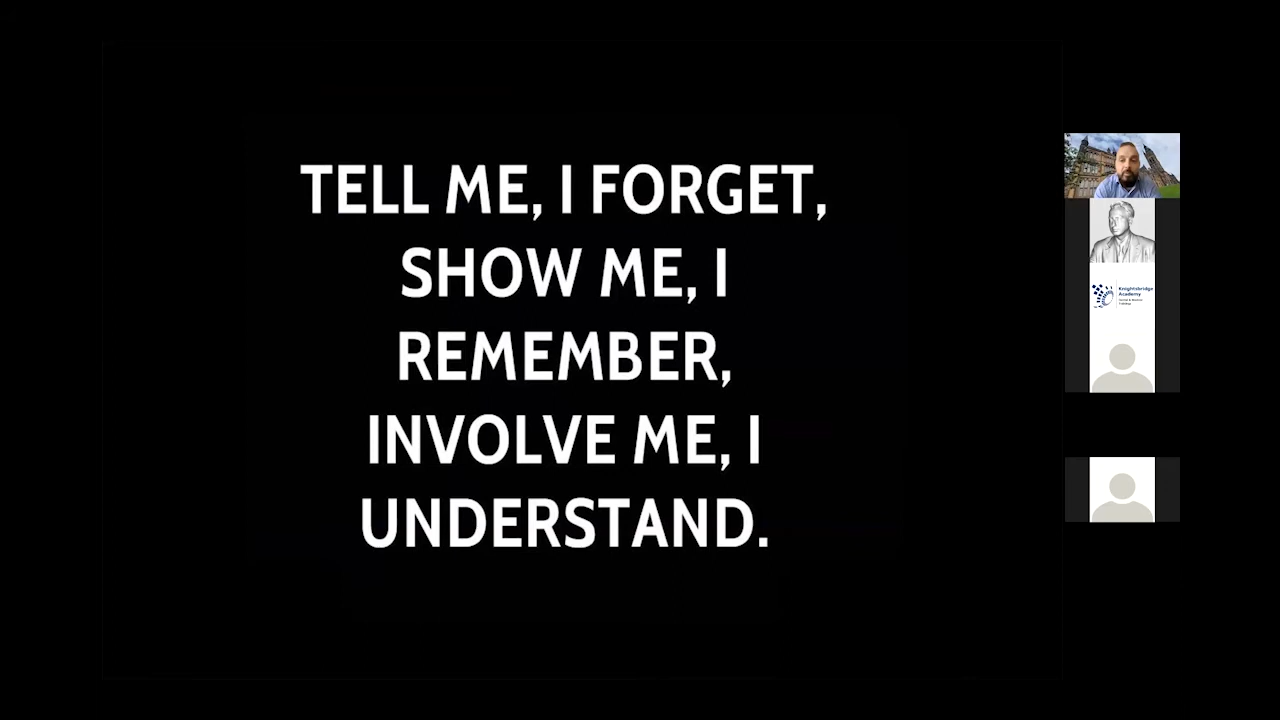 TELL ME, I FORGET,
SHOW ME, I
REMEMBER,
INVOLVE ME, I
UNDERSTAND.
Knightsbridge
Academy